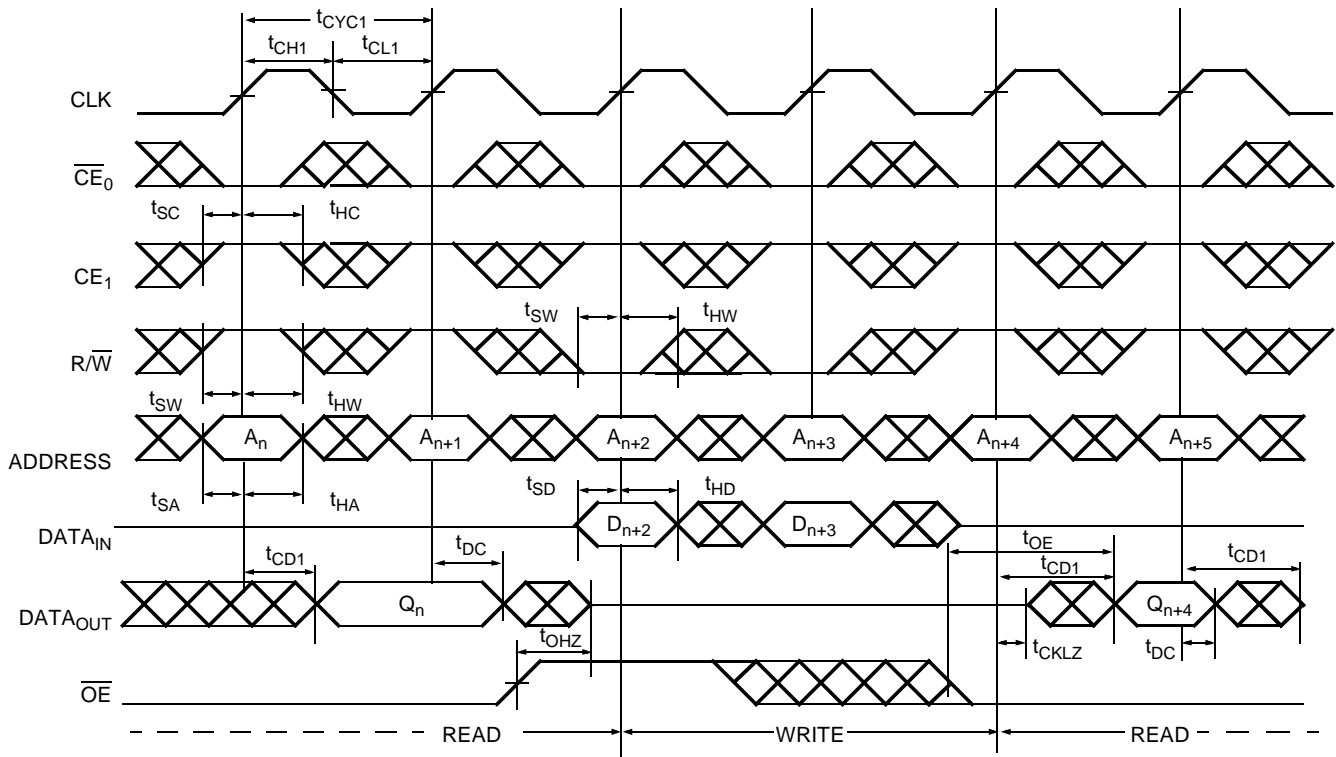 tCYC1
tCH1 tCL1
CLK
CE0
tSC tHC
CE1
tSW tHW
R/W
tSW tHW
An An+1 An+2 An+3 An+4 An+5
ADDRESS
tSA tHA tSD tHD
Dn+2 Dn+3
DATAIN
tCD1 tDC tOE tCD1 tCD1
Qn Qn+4
DATAOUT
tOHZ tCKLZ tDC
OE
READ WRITE READ